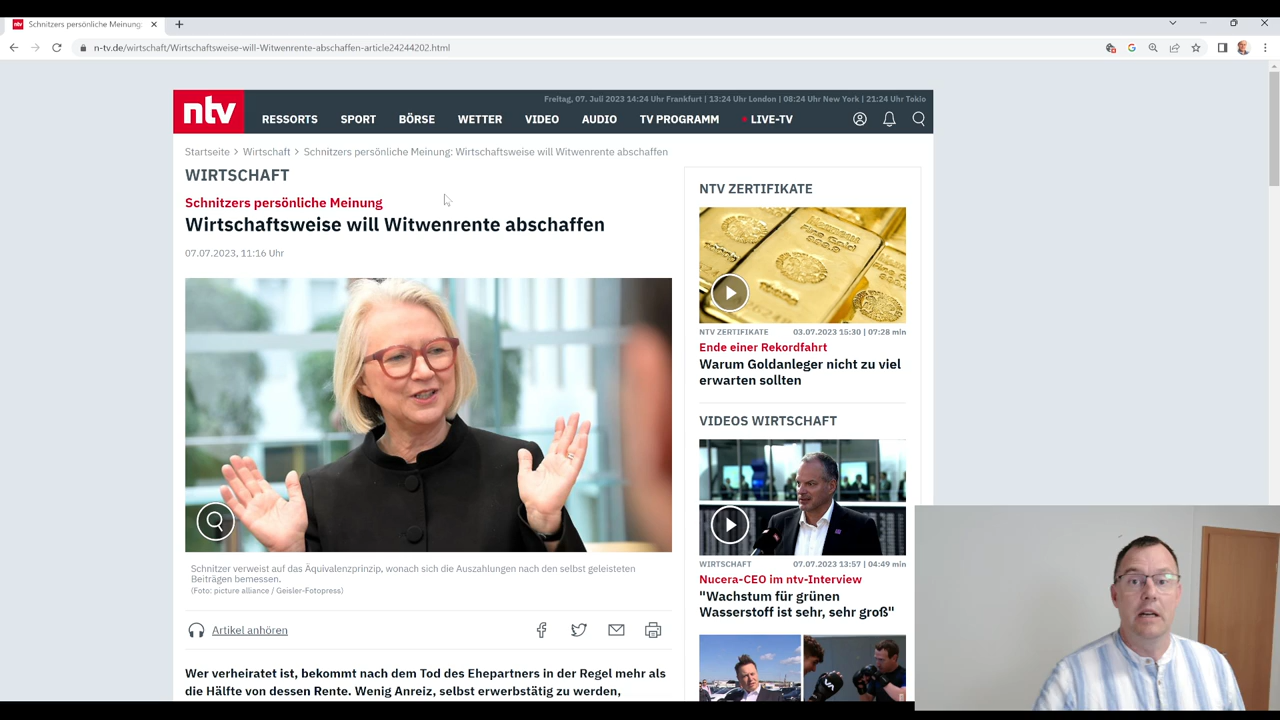 ntv
Schnitzers persönliche Meinung:
n-tv.de/wirtschaft/Wirtschaftsweise-will-Witwenrente-abschaffen-article24244202.html
Freitag, 07. Juli 2023 14:24 Uhr Frankfurt | 13:24 Uhr London | 08:24 Uhr New York | 21:24 Uhr Tokio
ntv
RESSORTS SPORT BÖRSE WETTER VIDEO AUDIO TV PROGRAMM LIVE-TV
Startseite > Wirtschaft > Schnitzers persönliche Meinung: Wirtschaftsweise will Witwenrente abschaffen
WIRTSCHAFT
Schnitzers persönliche Meinung
Wirtschaftsweise will Witwenrente abschaffen
07.07.2023, 11:16 Uhr
Schnitzer verweist auf das Äquivalenzprinzip, wonach sich die Auszahlungen nach den selbst geleisteten
Beiträgen bemessen.
(Foto: picture alliance / Geisler-Fotopress)
Artikel anhören
Wer verheiratet ist, bekommt nach dem Tod des Ehepartners in der Regel mehr als
die Hälfte von dessen Rente. Wenig Anreiz, selbst erwerbstätig zu werden,
NTV ZERTIFIKATE
NTV ZERTIFIKATE 03.07.2023 15:30 | 07:28 min
Ende einer Rekordfahrt
Warum Goldanleger nicht zu viel
erwarten sollten
VIDEOS WIRTSCHAFT
WIRTSCHAFT 07.07.2023 13:57 | 04:49 min
Nucera-CEO im ntv-Interview
"Wachstum für grünen
Wasserstoff ist sehr, sehr groß"